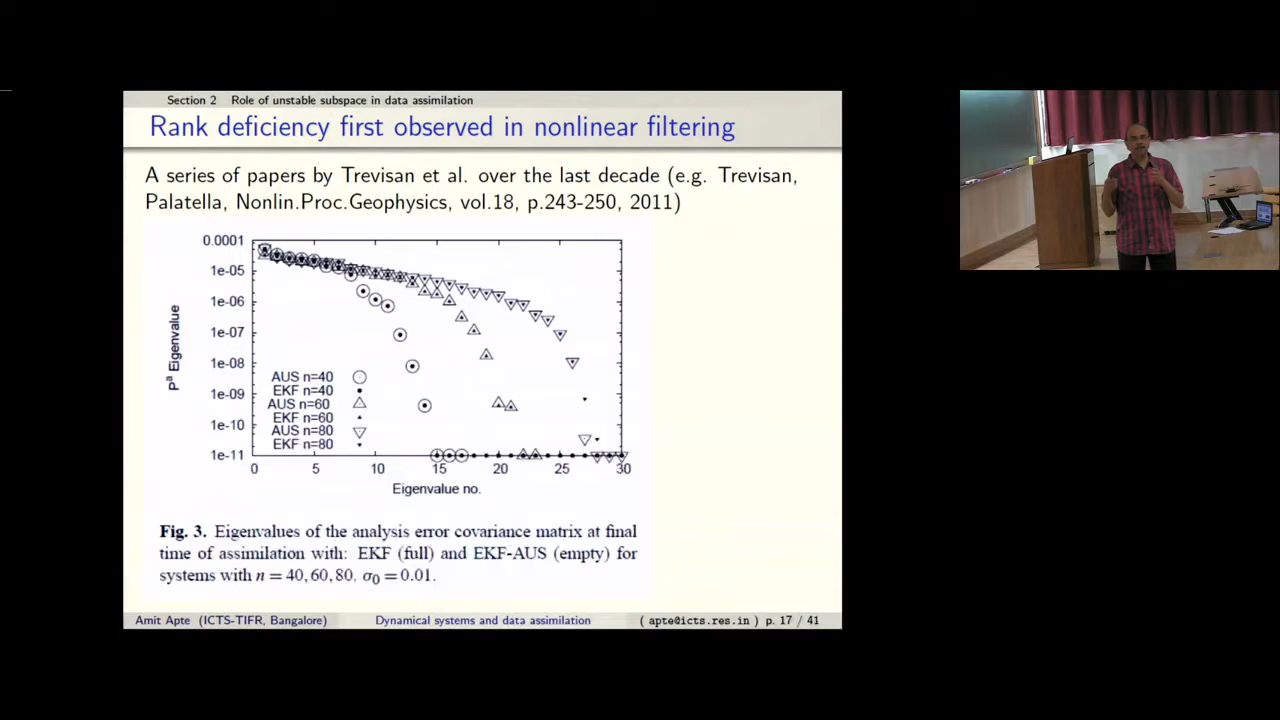 Section 2 Role of unstable subspace in data assimilation
Rank deficiency first observed in nonlinear filtering
A series of papers by Trevisan et al. over the last decade (e.g. Trevisan,
Palatella, Nonlin.Proc.Geophysics, vol.18, p.243-250, 2011)
0.0001
1e-05
1e-06
1e-07
1e-08
1e-09
1e-10
1e-11
Pª Eigenvalue
AUS n=40
EKF n=40
AUS n=60
EKF n=60
AUS n=80
EKF n=80
0 5 10 15 20 25 30
Eigenvalue no.
Fig. 3. Eigenvalues of the analysis error covariance matrix at final
time of assimilation with: EKF (full) and EKF-AUS (empty) for
systems with n = 40, 60, 80. σ₀ = 0.01.
Amit Apte (ICTS-TIFR, Bangalore) Dynamical systems and data assimilation ( apte@icts.res.in ) p. 17 / 41